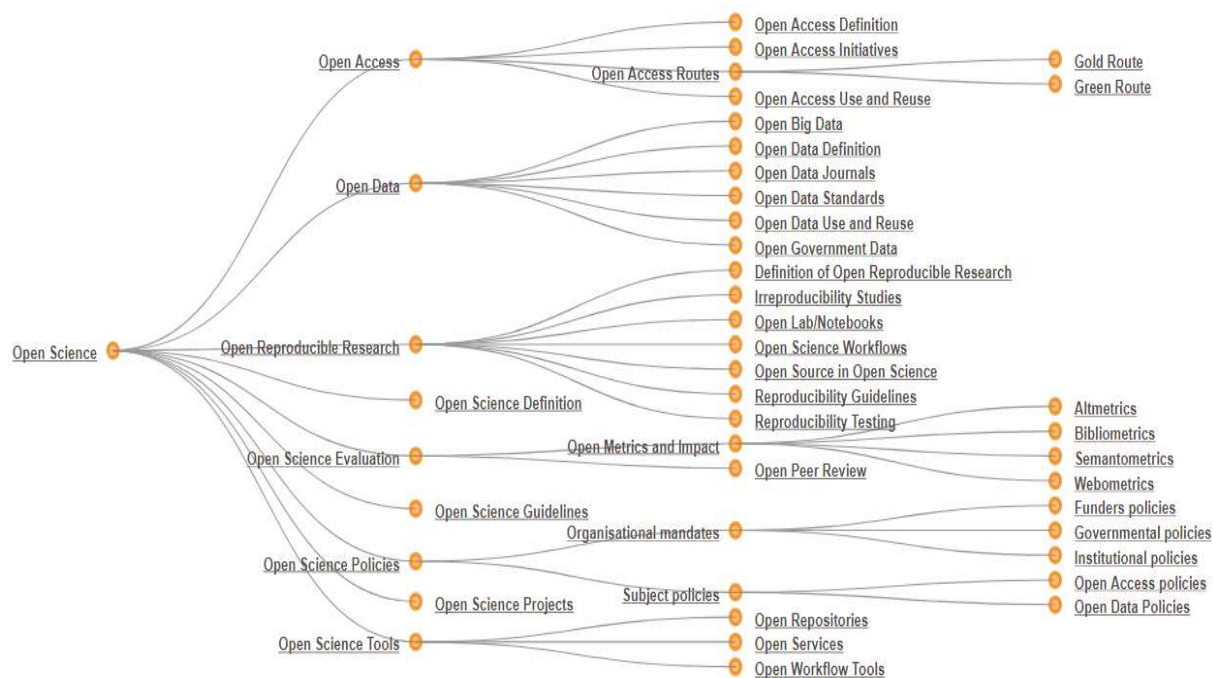 Open Science
Open Access
Open Access Definition
Open Access Initiatives
Open Access Routes
Gold Route
Green Route
Open Access Use and Reuse
Open Data
Open Big Data
Open Data Definition
Open Data Journals
Open Data Standards
Open Data Use and Reuse
Open Government Data
Open Reproducible Research
Definition of Open Reproducible Research
Irreproducibility Studies
Open Lab/Notebooks
Open Science Workflows
Open Source in Open Science
Reproducibility Guidelines
Reproducibility Testing
Open Science Definition
Open Science Evaluation
Open Metrics and Impact
Altmetrics
Bibliometrics
Semantometrics
Webometrics
Open Peer Review
Open Science Guidelines
Open Science Policies
Organisational mandates
Funders policies
Governmental policies
Institutional policies
Subject policies
Open Access policies
Open Data Policies
Open Science Projects
Open Science Tools
Open Repositories
Open Services
Open Workflow Tools